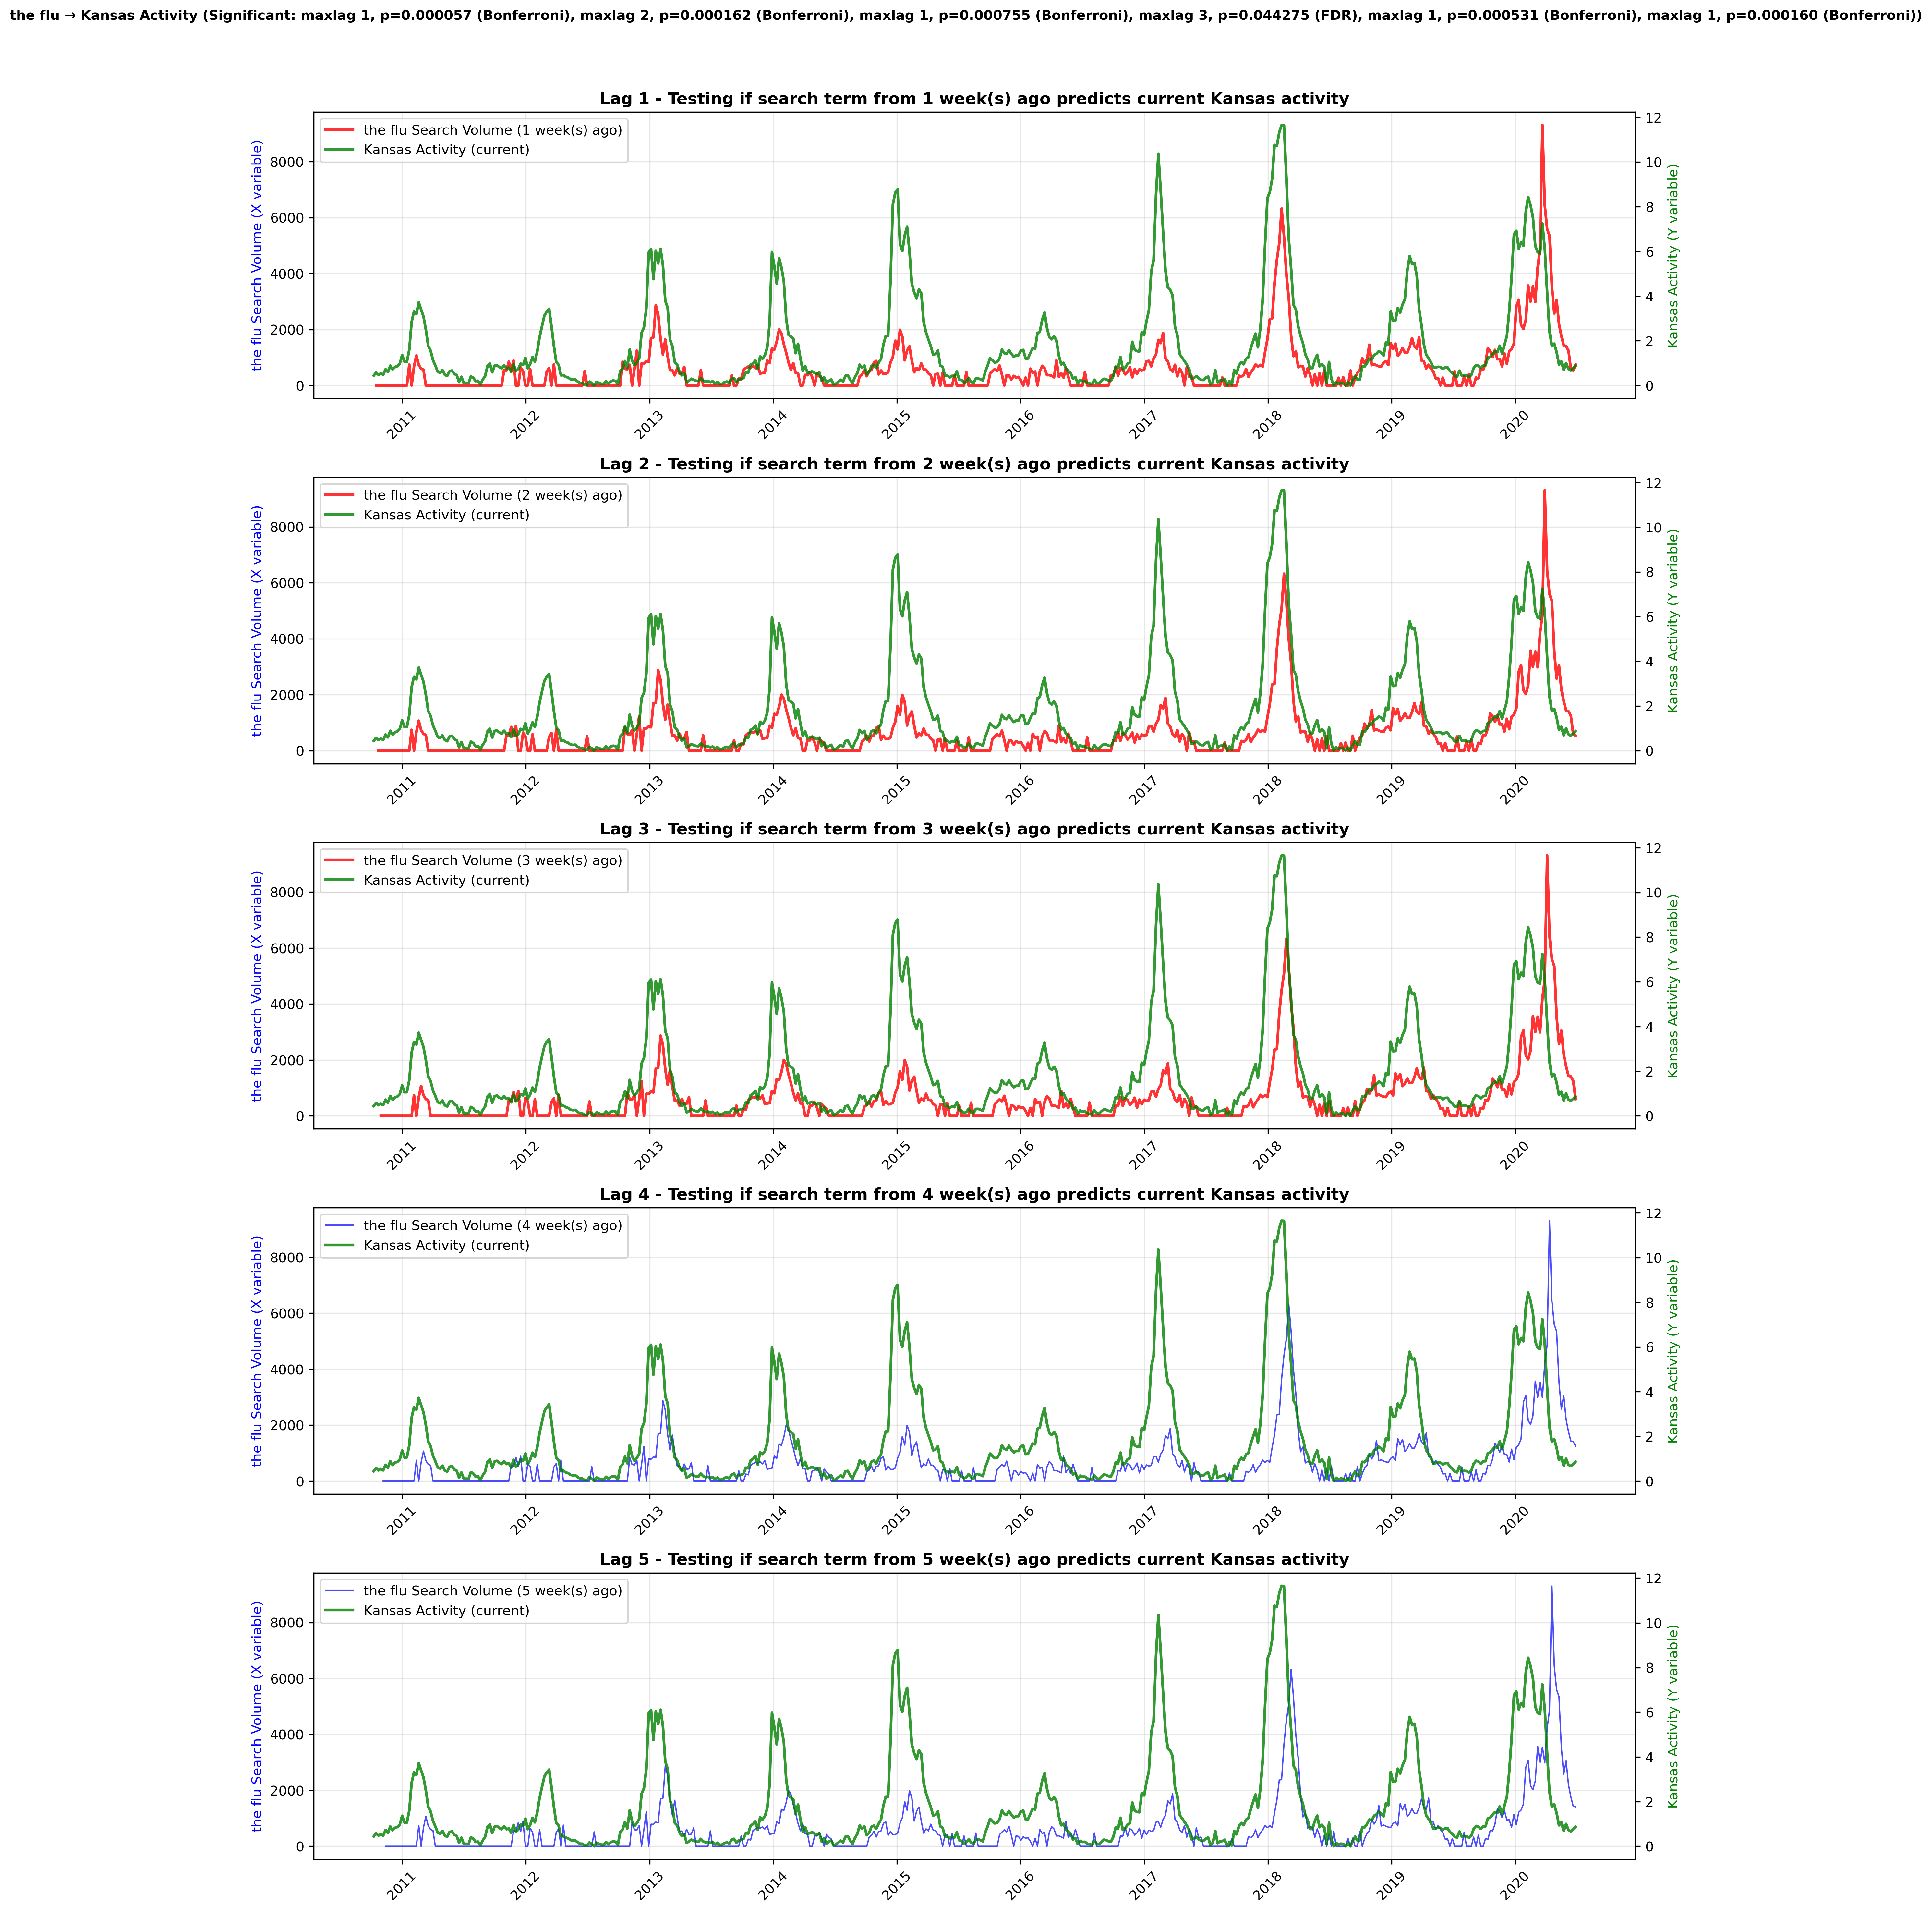 the flu → Kansas Activity (Significant: maxlag 1, p=0.000057 (Bonferroni), maxlag 2, p=0.000162 (Bonferroni), maxlag 1, p=0.000755 (Bonferroni), maxlag 3, p=0.044275 (FDR), maxlag 1, p=0.000531 (Bonferroni), maxlag 1, p=0.000160 (Bonferroni))
Lag 1 - Testing if search term from 1 week(s) ago predicts current Kansas activity
the flu Search Volume (1 week(s) ago)
Kansas Activity (current)
the flu Search Volume (X variable)
8000
6000
4000
2000
0
12
10
8
6
4
2
0
Kansas Activity (Y variable)
2011 2012 2013 2014 2015 2016 2017 2018 2019 2020
Lag 2 - Testing if search term from 2 week(s) ago predicts current Kansas activity
the flu Search Volume (2 week(s) ago)
Kansas Activity (current)
the flu Search Volume (X variable)
8000
6000
4000
2000
0
12
10
8
6
4
2
0
Kansas Activity (Y variable)
2011 2012 2013 2014 2015 2016 2017 2018 2019 2020
Lag 3 - Testing if search term from 3 week(s) ago predicts current Kansas activity
the flu Search Volume (3 week(s) ago)
Kansas Activity (current)
the flu Search Volume (X variable)
8000
6000
4000
2000
0
12
10
8
6
4
2
0
Kansas Activity (Y variable)
2011 2012 2013 2014 2015 2016 2017 2018 2019 2020
Lag 4 - Testing if search term from 4 week(s) ago predicts current Kansas activity
the flu Search Volume (4 week(s) ago)
Kansas Activity (current)
the flu Search Volume (X variable)
8000
6000
4000
2000
0
12
10
8
6
4
2
0
Kansas Activity (Y variable)
2011 2012 2013 2014 2015 2016 2017 2018 2019 2020
Lag 5 - Testing if search term from 5 week(s) ago predicts current Kansas activity
the flu Search Volume (5 week(s) ago)
Kansas Activity (current)
the flu Search Volume (X variable)
8000
6000
4000
2000
0
12
10
8
6
4
2
0
Kansas Activity (Y variable)
2011 2012 2013 2014 2015 2016 2017 2018 2019 2020